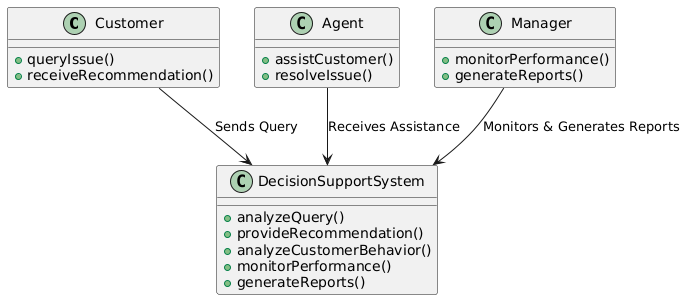 C Customer
queryIssue()
receiveRecommendation()
C Agent
assistCustomer()
resolveIssue()
C Manager
monitorPerformance()
generateReports()
Sends Query
Receives Assistance
Monitors & Generates Reports
C DecisionSupportSystem
analyzeQuery()
provideRecommendation()
analyzeCustomerBehavior()
monitorPerformance()
generateReports()